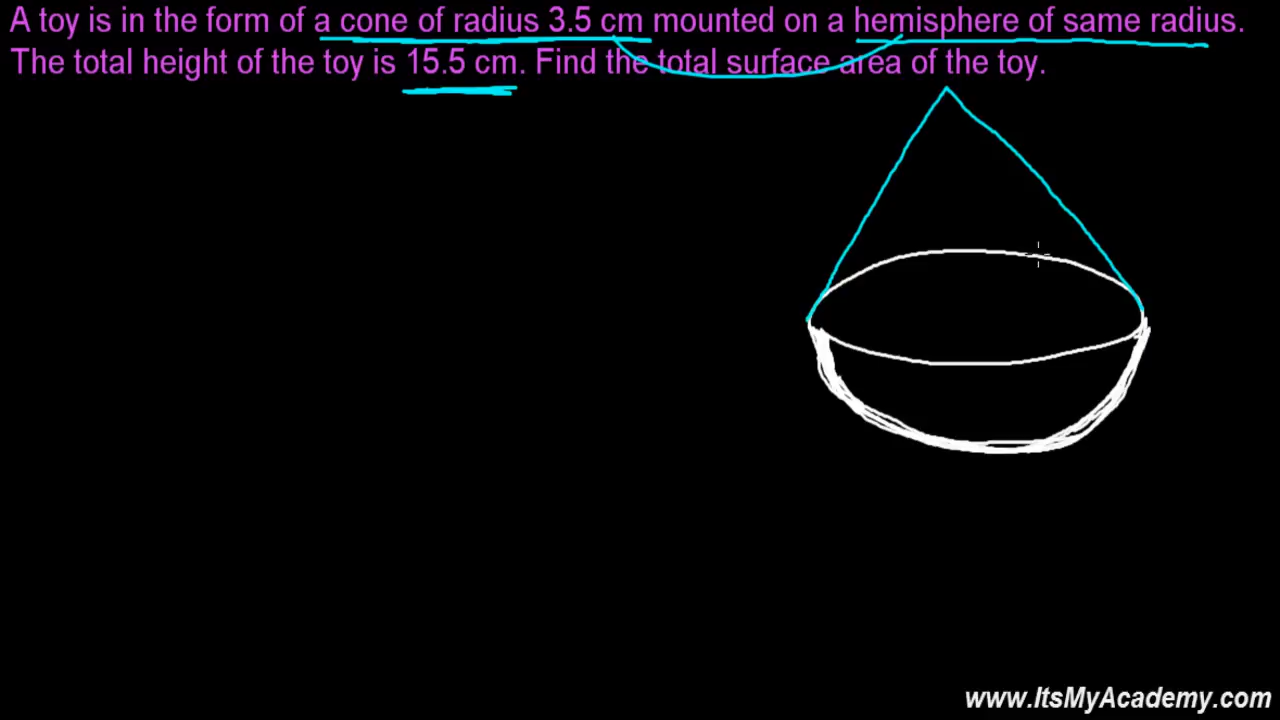 A toy is in the form of a cone of radius 3.5 cm mounted on a hemisphere of same radius.
The total height of the toy is 15.5 cm. Find the total surface area of the toy.
www.ItsMyAcademy.com